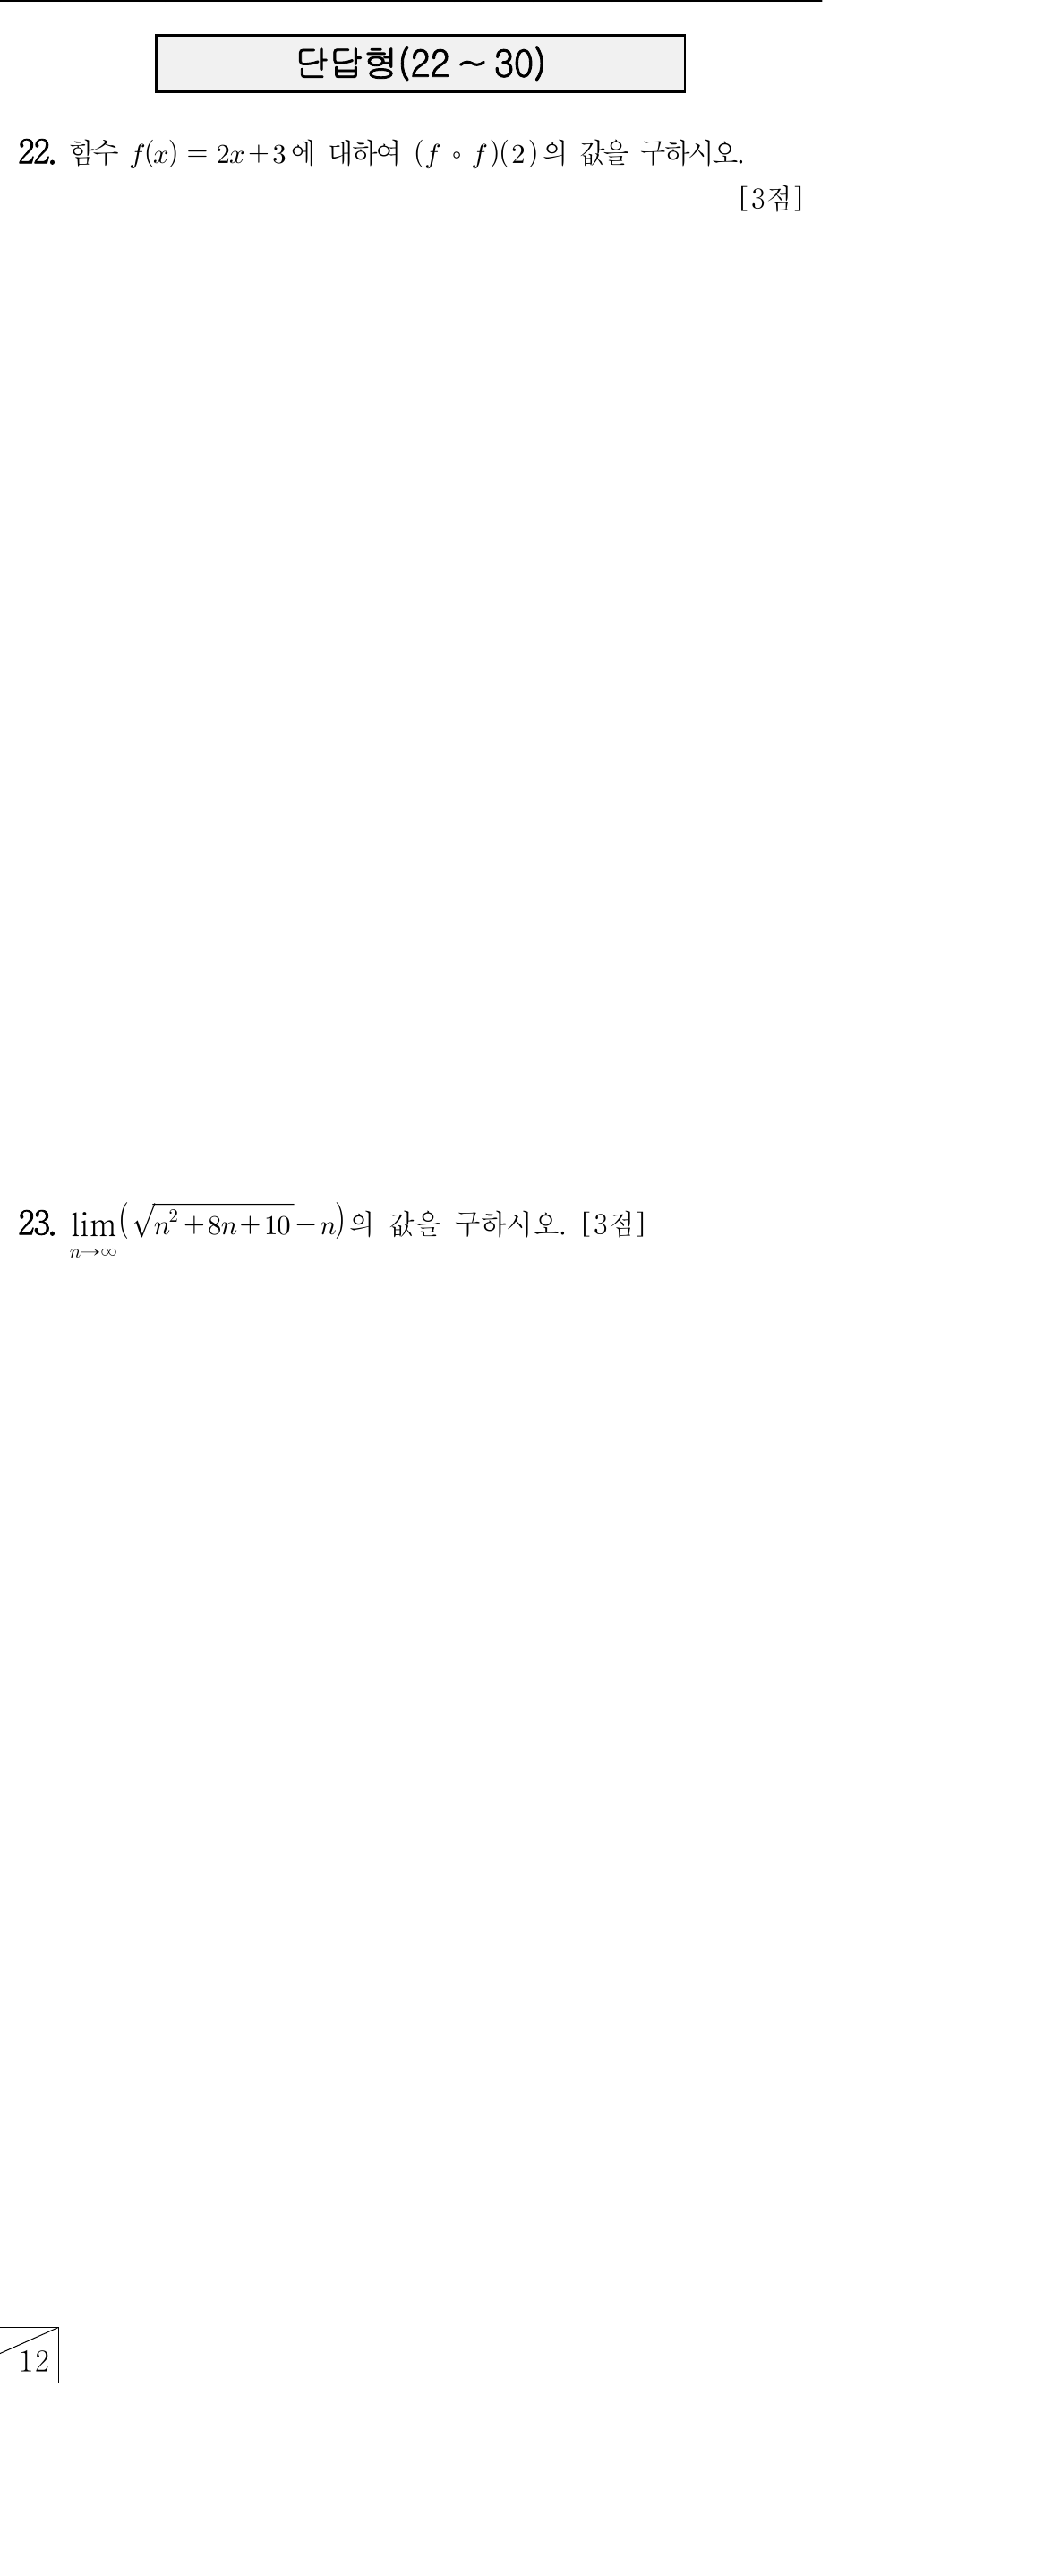 단답형(22 ~ 30)
22. 함수 f(x) = 2x+3에 대하여 (f ∘ f)(2)의 값을 구하시오.
[3점]
23. lim_{n→∞}(√(n²+8n+10)−n)의 값을 구하시오. [3점]
12